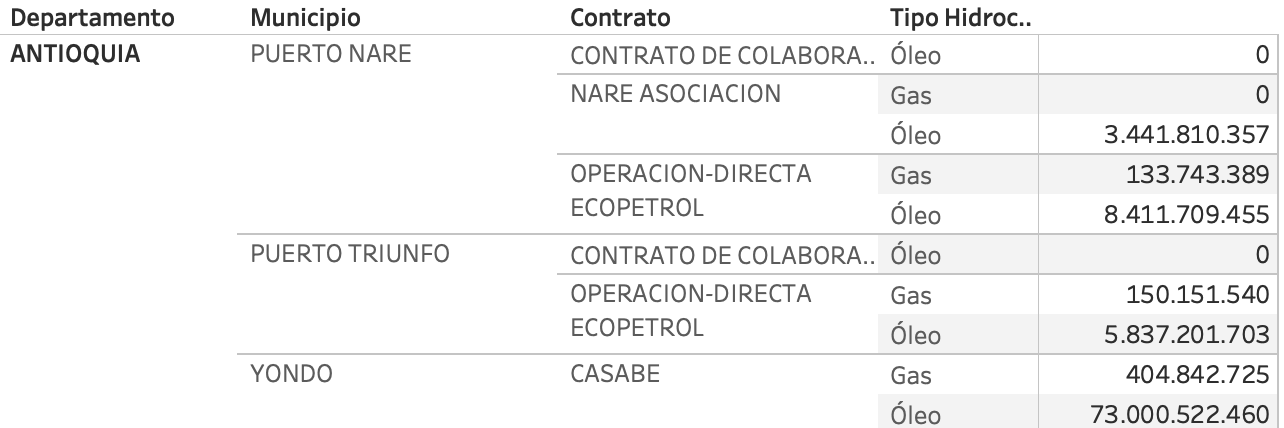 Departamento Municipio Contrato Tipo Hidroc..
ANTIOQUIA PUERTO NARE CONTRATO DE COLABORA.. Óleo 0
NARE ASOCIACION Gas 0
Óleo 3.441.810.357
OPERACION-DIRECTA Gas 133.743.389
ECOPETROL Óleo 8.411.709.455
PUERTO TRIUNFO CONTRATO DE COLABORA.. Óleo 0
OPERACION-DIRECTA Gas 150.151.540
ECOPETROL Óleo 5.837.201.703
YONDO CASABE Gas 404.842.725
Óleo 73.000.522.460